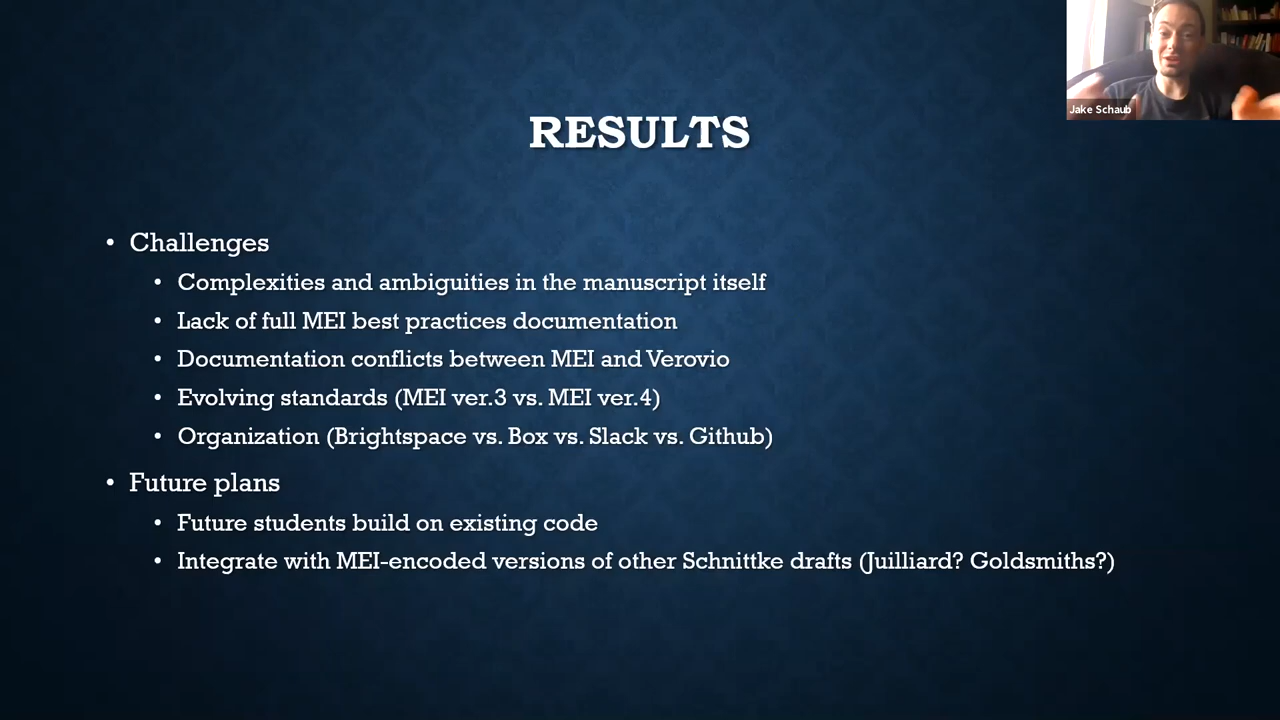 Jake Schaub
RESULTS
• Challenges
• Complexities and ambiguities in the manuscript itself
• Lack of full MEI best practices documentation
• Documentation conflicts between MEI and Verovio
• Evolving standards (MEI ver.3 vs. MEI ver.4)
• Organization (Brightspace vs. Box vs. Slack vs. Github)
• Future plans
• Future students build on existing code
• Integrate with MEI-encoded versions of other Schnittke drafts (Juilliard? Goldsmiths?)